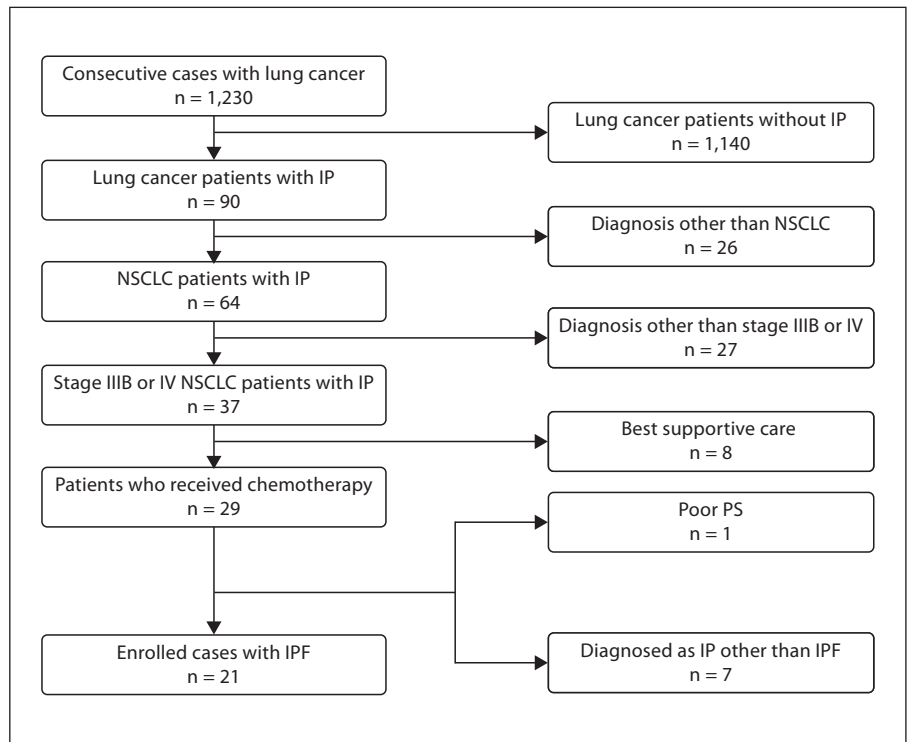 Consecutive cases with lung cancer
n = 1,230
Lung cancer patients without IP
n = 1,140
Lung cancer patients with IP
n = 90
Diagnosis other than NSCLC
n = 26
NSCLC patients with IP
n = 64
Diagnosis other than stage IIIB or IV
n = 27
Stage IIIB or IV NSCLC patients with IP
n = 37
Best supportive care
n = 8
Patients who received chemotherapy
n = 29
Poor PS
n = 1
Enrolled cases with IPF
n = 21
Diagnosed as IP other than IPF
n = 7